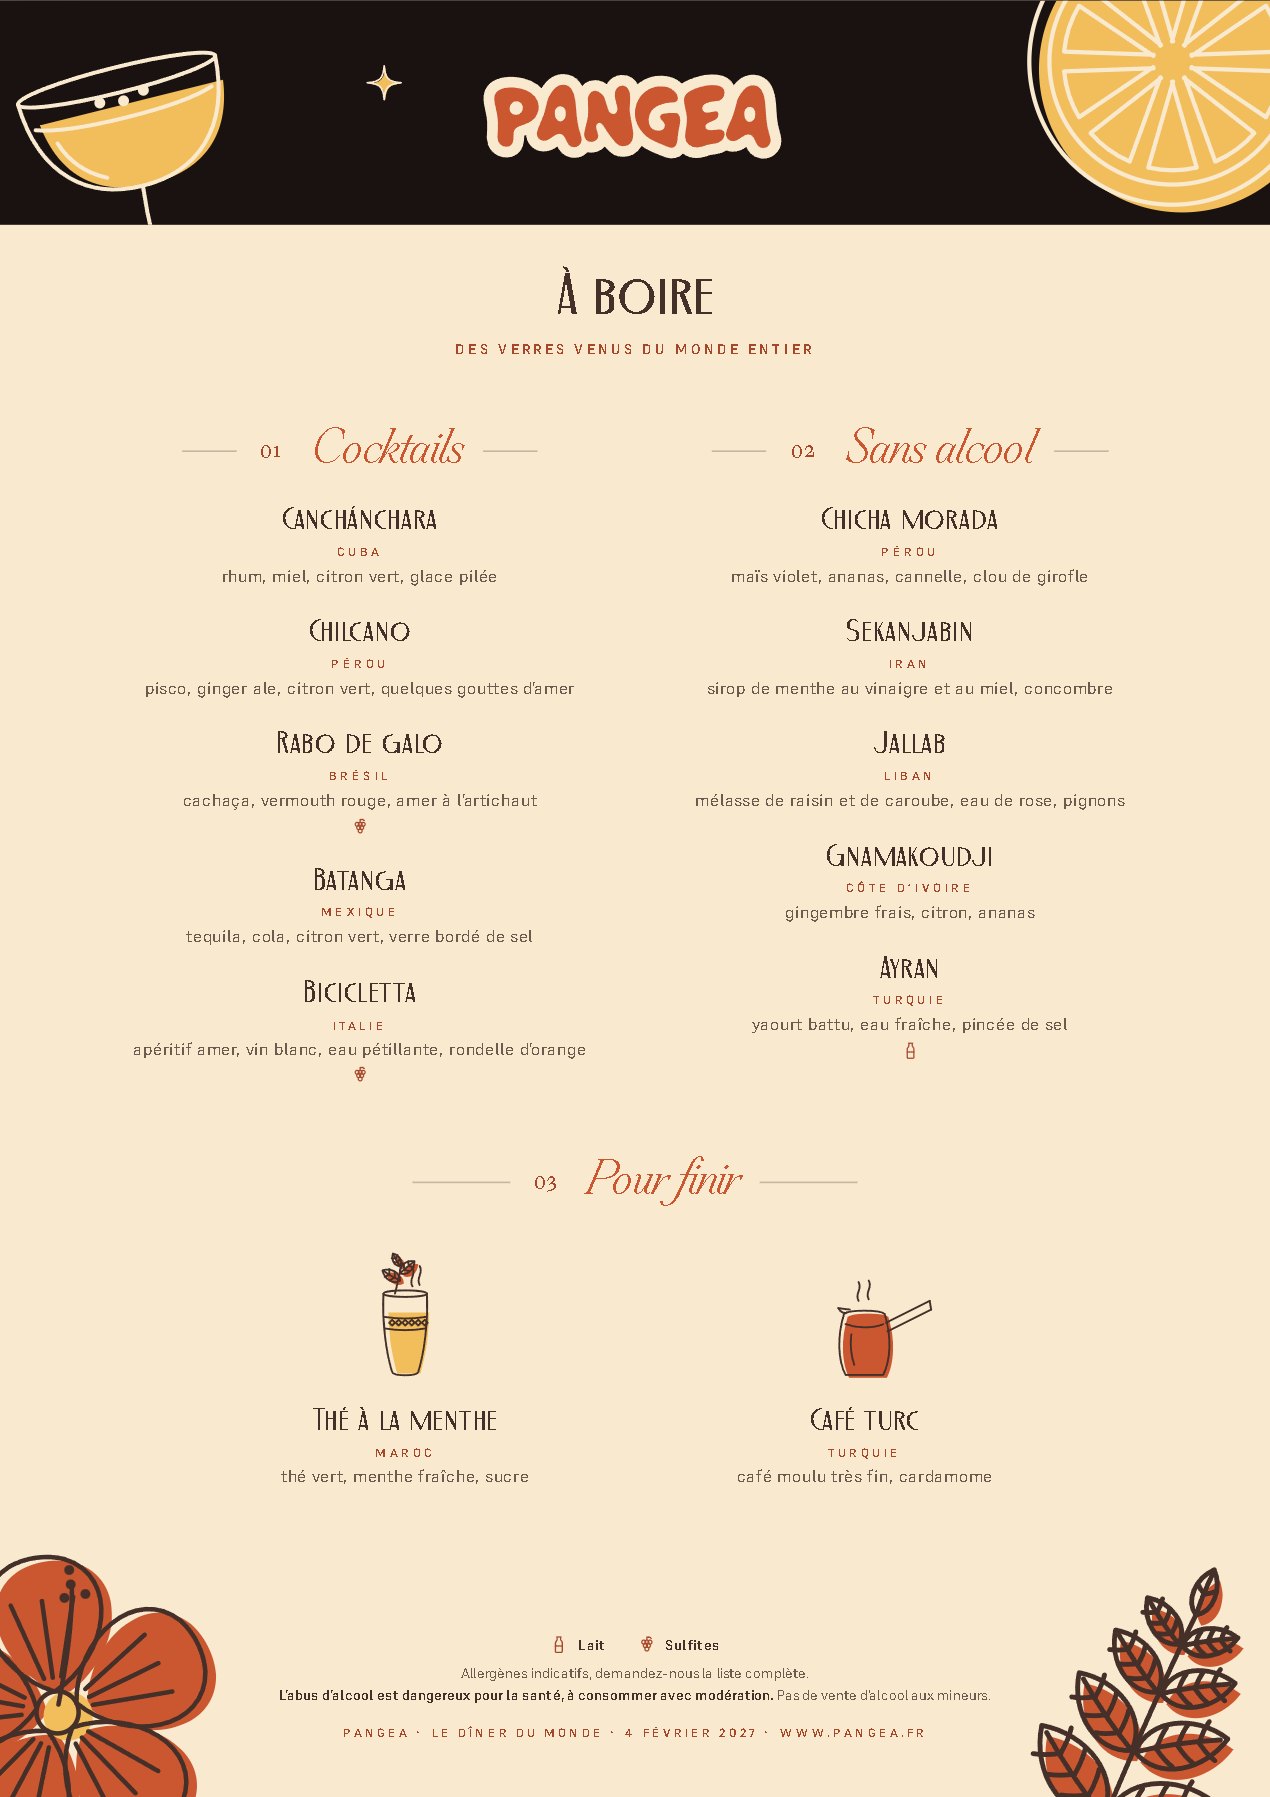 PANGEA
À BOIRE
DES VERRES VENUS DU MONDE ENTIER
01 Cocktails
CANCHÁNCHARA
CUBA
rhum, miel, citron vert, glace pilée
CHILCANO
PÉROU
pisco, ginger ale, citron vert, quelques gouttes d'amer
RABO DE GALO
BRÉSIL
cachaça, vermouth rouge, amer à l'artichaut
BATANGA
MEXIQUE
tequila, cola, citron vert, verre bordé de sel
BICICLETTA
ITALIE
apéritif amer, vin blanc, eau pétillante, rondelle d'orange
02 Sans alcool
CHICHA MORADA
PÉROU
maïs violet, ananas, cannelle, clou de girofle
SEKANJABIN
IRAN
sirop de menthe au vinaigre et au miel, concombre
JALLAB
LIBAN
mélasse de raisin et de caroube, eau de rose, pignons
GNAMAKOUDJI
CÔTE D'IVOIRE
gingembre frais, citron, ananas
AYRAN
TURQUIE
yaourt battu, eau fraîche, pincée de sel
03 Pour finir
THÉ À LA MENTHE
MAROC
thé vert, menthe fraîche, sucre
CAFÉ TURC
TURQUIE
café moulu très fin, cardamome
Lait Sulfites
Allergènes indicatifs, demandez-nous la liste complète.
L'abus d'alcool est dangereux pour la santé, à consommer avec modération. Pas de vente d'alcool aux mineurs.
PANGEA · LE DÎNER DU MONDE · 4 FÉVRIER 2027 · WWW.PANGEA.FR